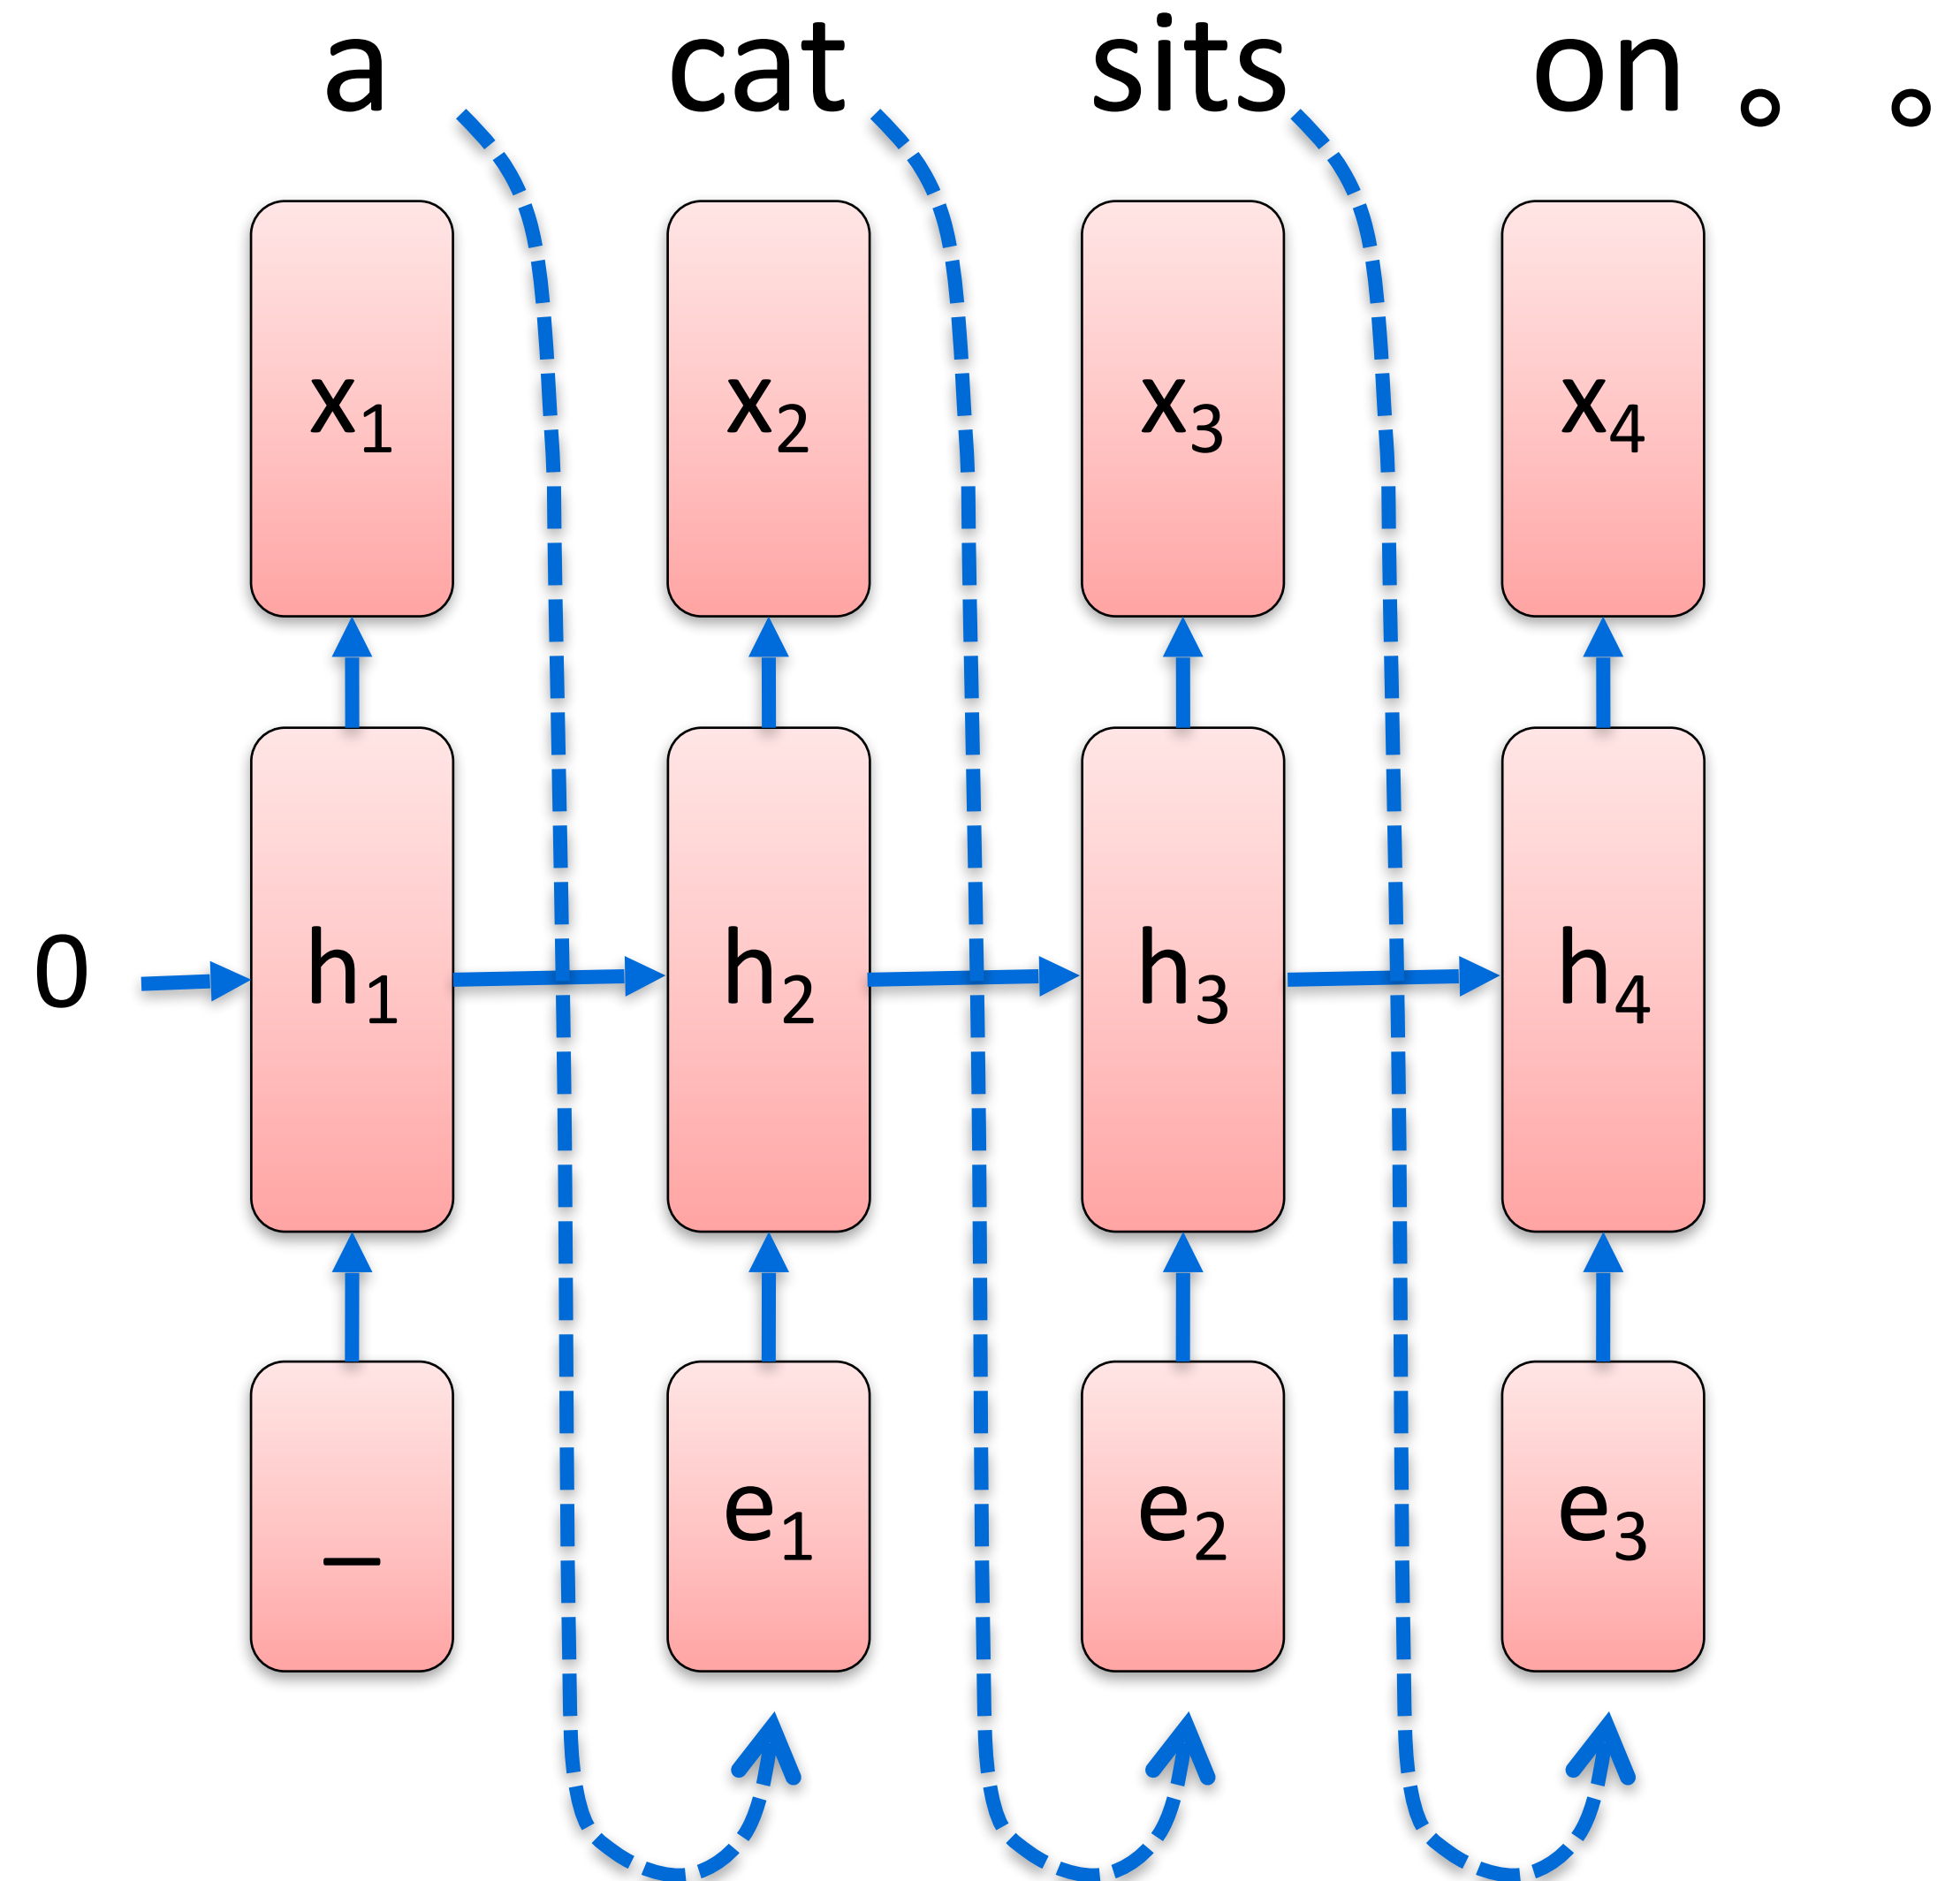 a cat sits on。。
x₁ x₂ x₃ x₄
0 h₁ h₂ h₃ h₄
_ e₁ e₂ e₃